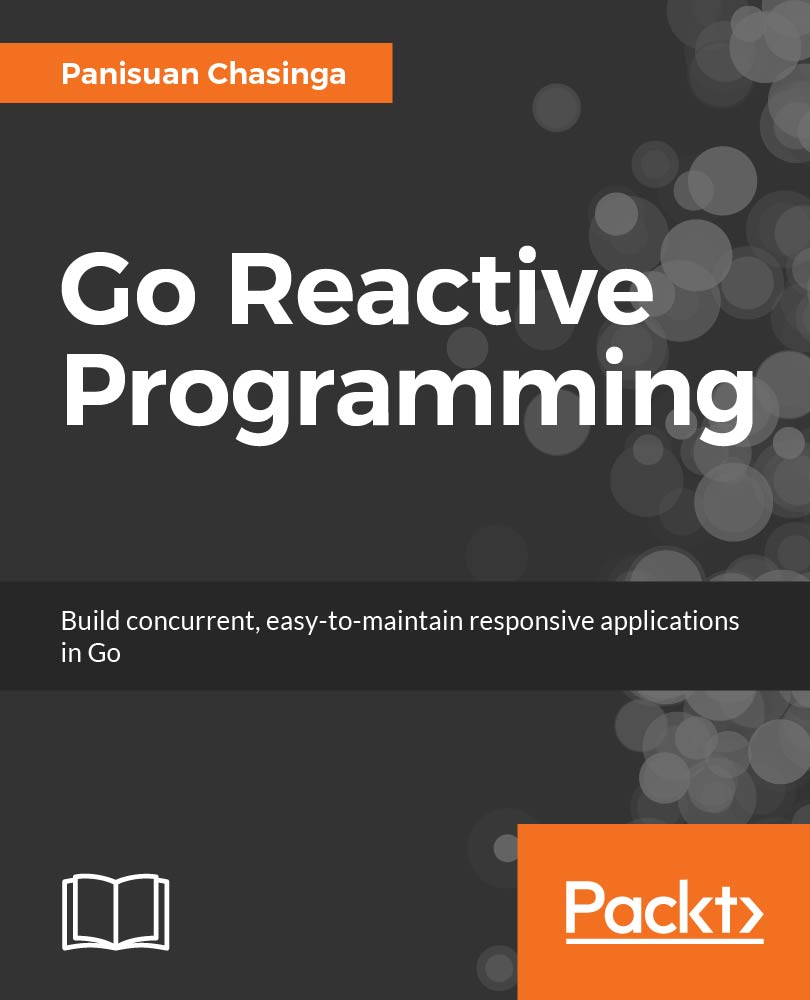 Panisuan Chasinga
Go Reactive
Programming
Build concurrent, easy-to-maintain responsive applications
in Go
Packt